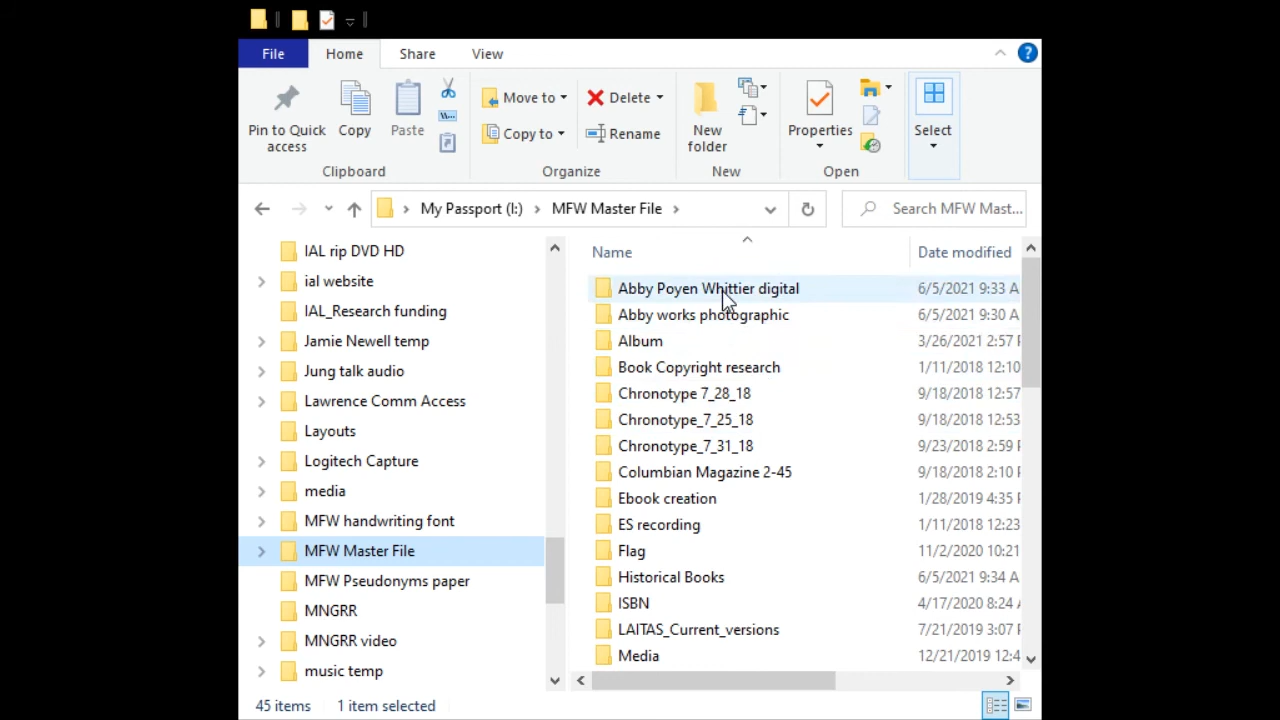 File Home Share View
Pin to Quick access
Copy
Paste
Move to
Copy to
Delete
Rename
New folder
Properties
Select
Clipboard Organize New Open
My Passport (I:) MFW Master File
Search MFW Mast...
IAL rip DVD HD
ial website
IAL_Research funding
Jamie Newell temp
Jung talk audio
Lawrence Comm Access
Layouts
Logitech Capture
media
MFW handwriting font
MFW Master File
MFW Pseudonyms paper
MNGRR
MNGRR video
music temp
Name Date modified
Abby Poyen Whittier digital 6/5/2021 9:33 A
Abby works photographic 6/5/2021 9:30 A
Album 3/26/2021 2:57
Book Copyright research 1/11/2018 12:10
Chronotype 7_28_18 9/18/2018 12:57
Chronotype_7_25_18 9/18/2018 12:53
Chronotype_7_31_18 9/23/2018 2:59
Columbian Magazine 2-45 9/18/2018 2:10
Ebook creation 1/28/2019 4:35
ES recording 1/11/2018 12:23
Flag 11/2/2020 10:21
Historical Books 6/5/2021 9:34 A
ISBN 4/17/2020 8:24
LAITAS_Current_versions 7/21/2019 3:07
Media 12/21/2019 12:4
45 items 1 item selected